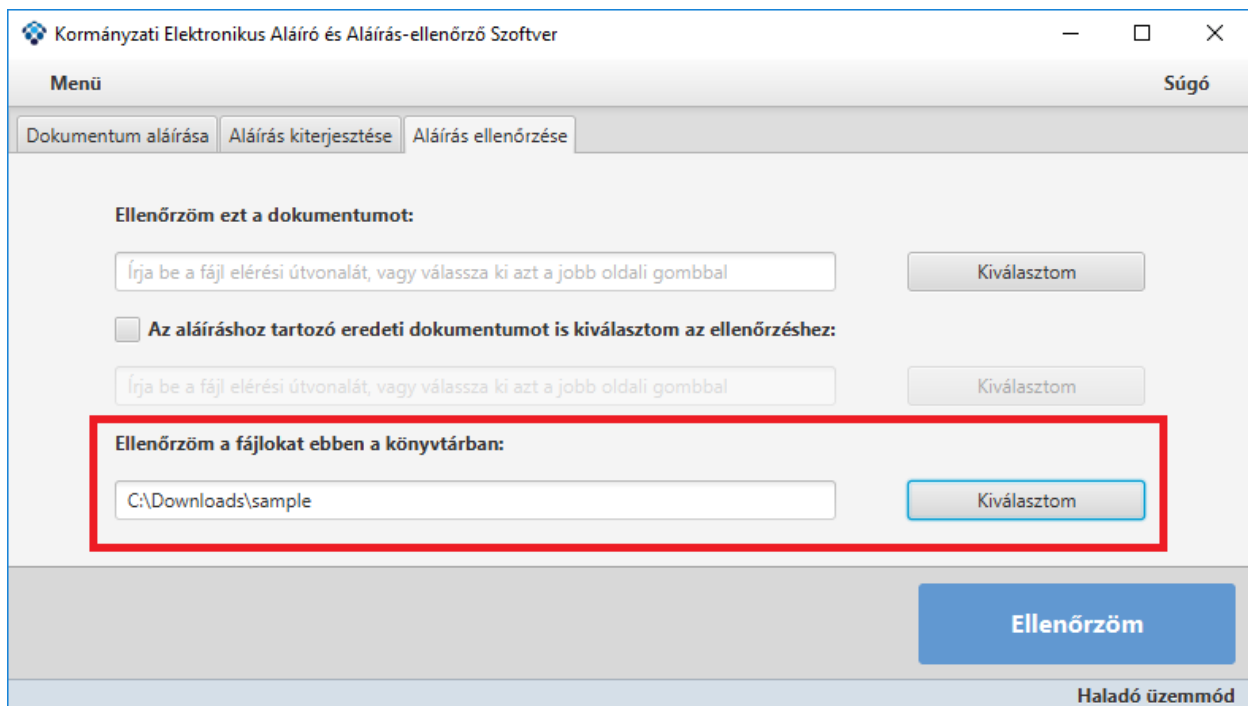 Kormányzati Elektronikus Aláíró és Aláírás-ellenőrző Szoftver
Menü Súgó
Dokumentum aláírása Aláírás kiterjesztése Aláírás ellenőrzése
Ellenőrzöm ezt a dokumentumot:
Írja be a fájl elérési útvonalát, vagy válassza ki azt a jobb oldali gombbal Kiválasztom
Az aláíráshoz tartozó eredeti dokumentumot is kiválasztom az ellenőrzéshez:
Írja be a fájl elérési útvonalát, vagy válassza ki azt a jobb oldali gombbal Kiválasztom
Ellenőrzöm a fájlokat ebben a könyvtárban:
C:\Downloads\sample Kiválasztom
Ellenőrzöm
Haladó üzemmód